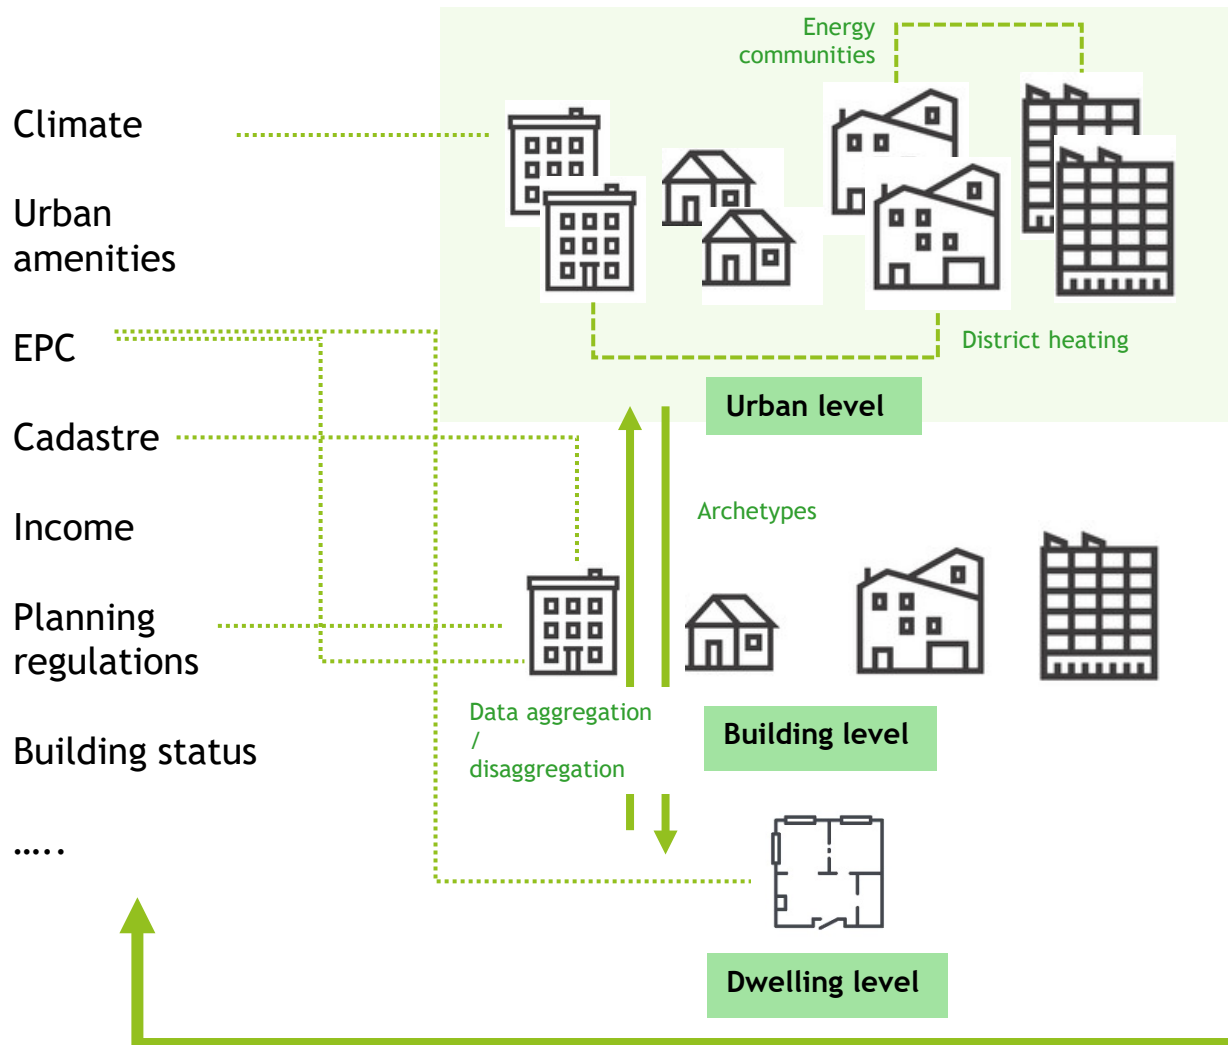 Energy
communities
Climate
Urban
amenities
EPC
District heating
Urban level
Cadastre
Archetypes
Income
Planning
regulations
Data aggregation
/
disaggregation
Building level
Building status
…..
Dwelling level